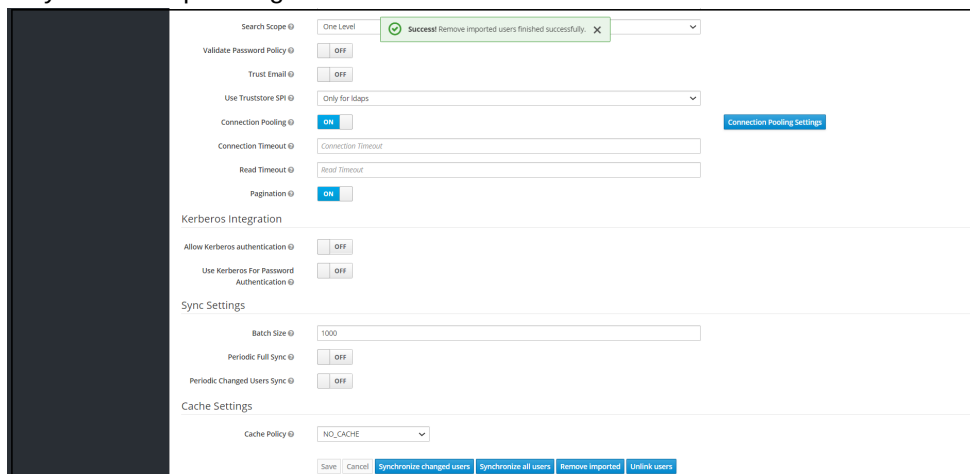 Search Scope One Level
Success! Remove imported users finished successfully.
Validate Password Policy OFF
Trust Email OFF
Use Truststore SPI Only for ldaps
Connection Pooling ON Connection Pooling Settings
Connection Timeout Connection Timeout
Read Timeout Read Timeout
Pagination ON
Kerberos Integration
Allow Kerberos authentication OFF
Use Kerberos For Password
Authentication OFF
Sync Settings
Batch Size 1000
Periodic Full Sync OFF
Periodic Changed Users Sync OFF
Cache Settings
Cache Policy NO_CACHE
Save Cancel Synchronize changed users Synchronize all users Remove imported Unlink users